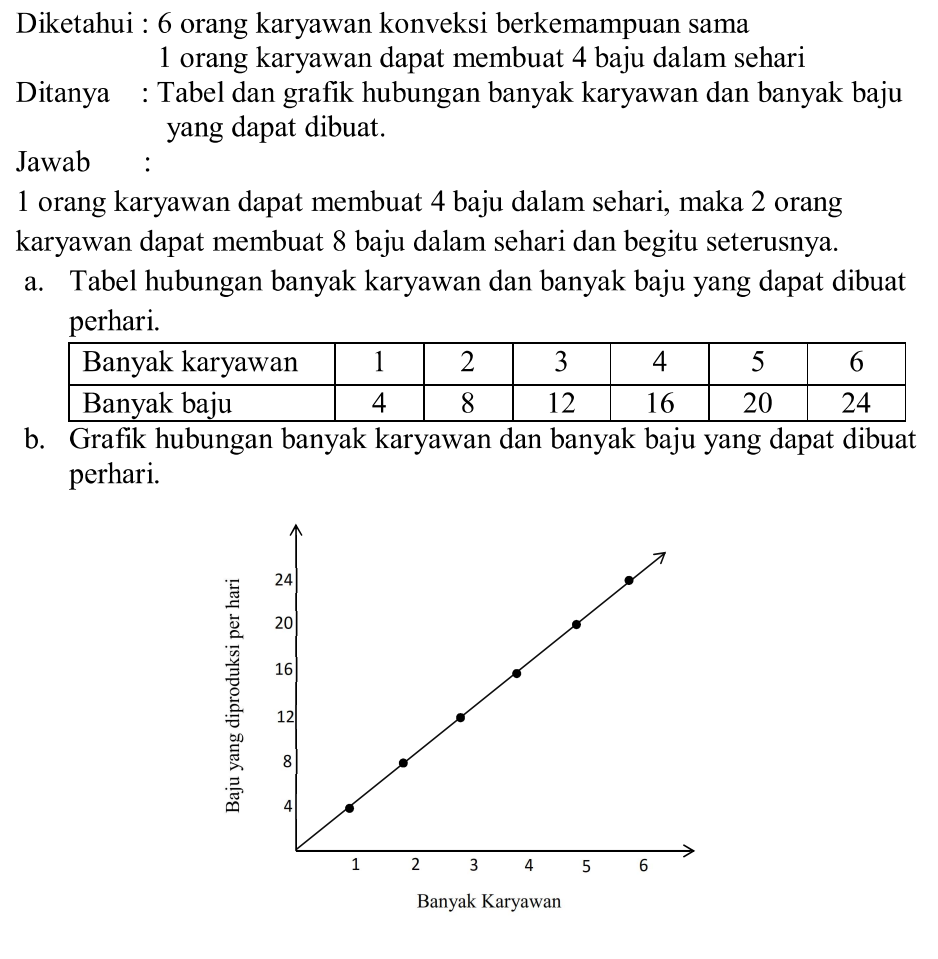 Diketahui : 6 orang karyawan konveksi berkemampuan sama
1 orang karyawan dapat membuat 4 baju dalam sehari
Ditanya : Tabel dan grafik hubungan banyak karyawan dan banyak baju
yang dapat dibuat.
Jawab :
1 orang karyawan dapat membuat 4 baju dalam sehari, maka 2 orang
karyawan dapat membuat 8 baju dalam sehari dan begitu seterusnya.
a. Tabel hubungan banyak karyawan dan banyak baju yang dapat dibuat
perhari.
Banyak karyawan 1 2 3 4 5 6
Banyak baju 4 8 12 16 20 24
b. Grafik hubungan banyak karyawan dan banyak baju yang dapat dibuat
perhari.
Baju yang diproduksi per hari
24
20
16
12
8
4
1 2 3 4 5 6
Banyak Karyawan